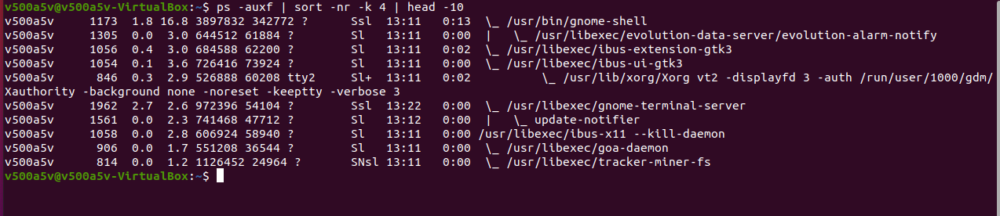 v500a5v@v500a5v-VirtualBox:~$ ps -auxf | sort -nr -k 4 | head -10
v500a5v     1173  1.8 16.8 3897832 342772 ?      Ssl  13:11   0:13  \_ /usr/bin/gnome-shell
v500a5v     1305  0.0  3.0 644512 61884 ?        Sl   13:11   0:00  |   \_ /usr/libexec/evolution-data-server/evolution-alarm-notify
v500a5v     1056  0.4  3.0 684588 62200 ?        Sl   13:11   0:02  \_ /usr/libexec/ibus-extension-gtk3
v500a5v     1054  0.1  3.6 726416 73924 ?        Sl   13:11   0:00  \_ /usr/libexec/ibus-ui-gtk3
v500a5v      846  0.3  2.9 526888 60208 tty2     Sl+  13:11   0:02          \_ /usr/lib/xorg/Xorg vt2 -displayfd 3 -auth /run/user/1000/gdm/
Xauthority -background none -noreset -keeptty -verbose 3
v500a5v     1962  2.7  2.6 972396 54104 ?        Ssl  13:22   0:00  \_ /usr/libexec/gnome-terminal-server
v500a5v     1561  0.0  2.3 741468 47712 ?        Sl   13:12   0:00  |   \_ update-notifier
v500a5v     1058  0.0  2.8 606924 58940 ?        Sl   13:11   0:00 /usr/libexec/ibus-x11 --kill-daemon
v500a5v      906  0.0  1.7 551208 36544 ?        Sl   13:11   0:00  \_ /usr/libexec/goa-daemon
v500a5v      814  0.0  1.2 1126452 24964 ?       SNsl 13:11   0:00  \_ /usr/libexec/tracker-miner-fs
v500a5v@v500a5v-VirtualBox:~$